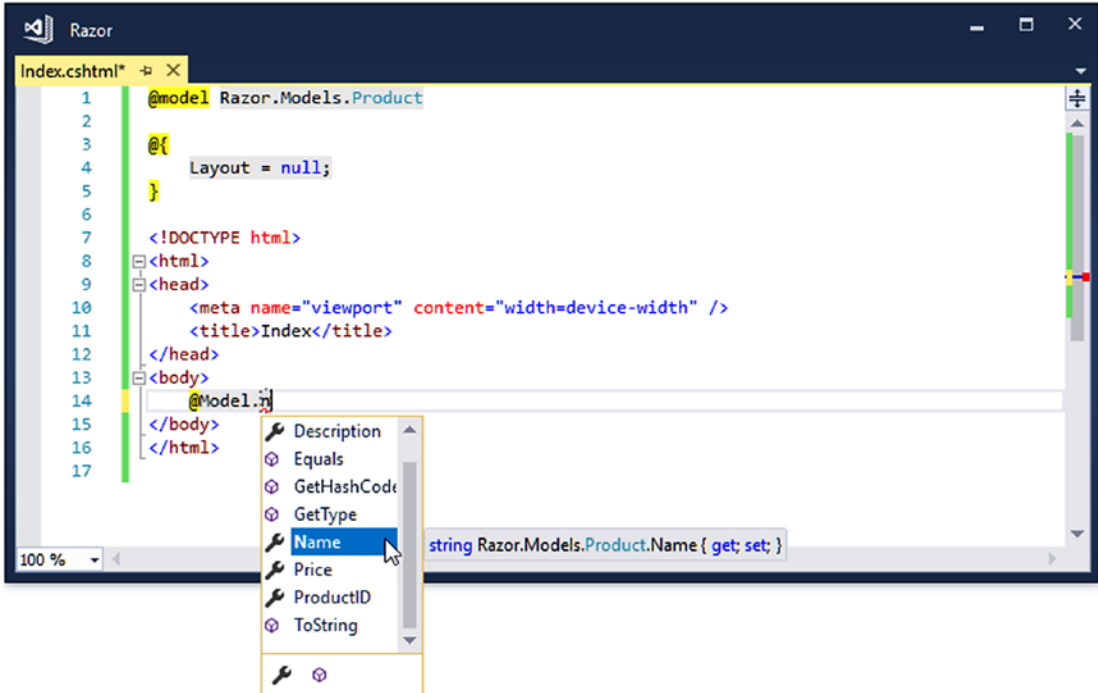 Razor
Index.cshtml*
1 @model Razor.Models.Product
2
3 @{
4 Layout = null;
5 }
6
7 <!DOCTYPE html>
8 <html>
9 <head>
10 <meta name="viewport" content="width=device-width" />
11 <title>Index</title>
12 </head>
13 <body>
14 @Model.n
15 </body>
16 </html>
17
Description
Equals
GetHashCode
GetType
Name
string Razor.Models.Product.Name { get; set; }
Price
ProductID
ToString
100 %